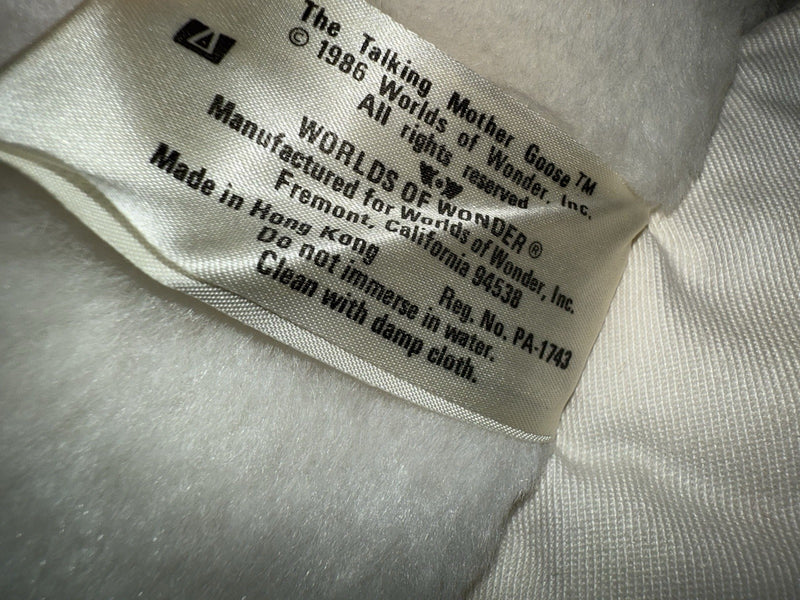 The Talking Mother Goose™
© 1986 Worlds of Wonder, Inc.
All rights reserved.
WORLDS OF WONDER®
Manufactured for Worlds of Wonder, Inc.
Fremont, California 94538
Made in Hong Kong Reg. No. PA-1743
Do not immerse in water.
Clean with damp cloth.